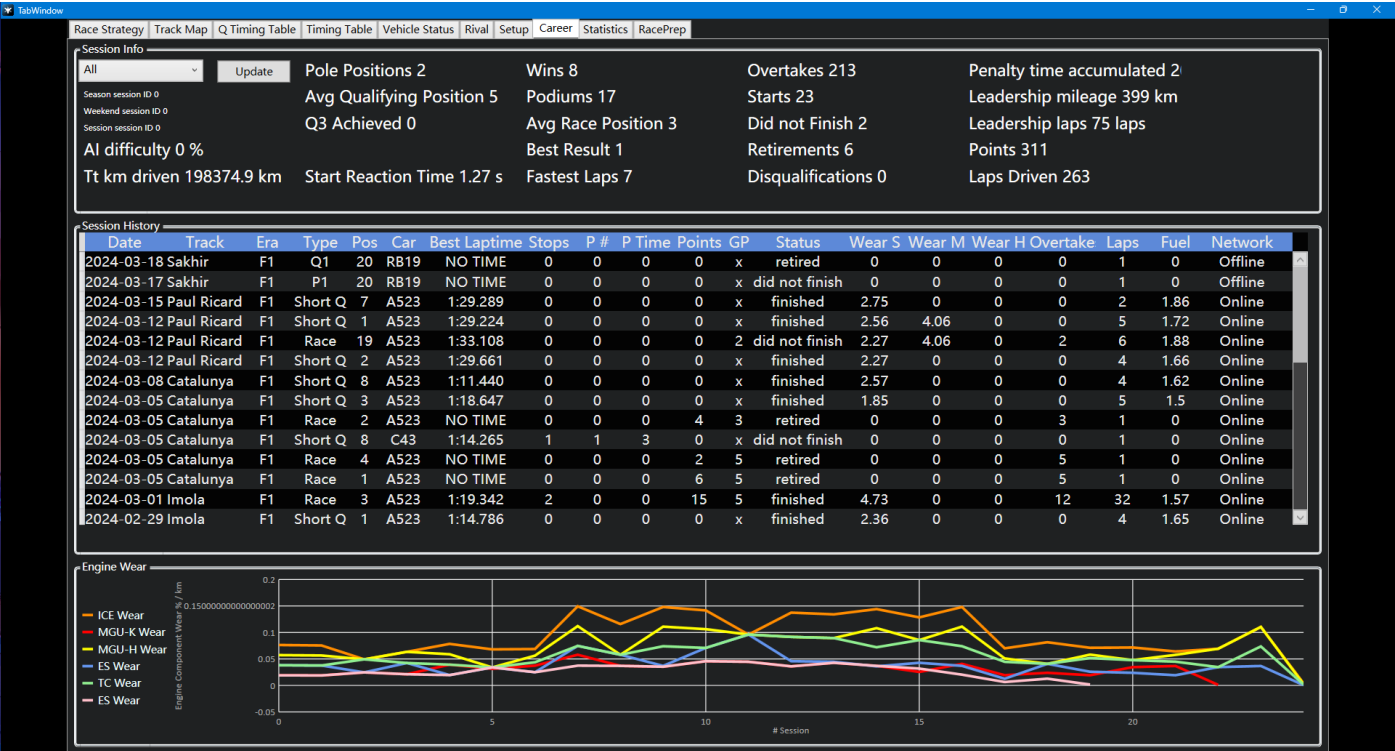 TabWindow
Race Strategy Track Map Q Timing Table Timing Table Vehicle Status Rival Setup Career Statistics RacePrep
Session Info
All Update Pole Positions 2 Wins 8 Overtakes 213 Penalty time accumulated 2
Season session ID 0 Avg Qualifying Position 5 Podiums 17 Starts 23 Leadership mileage 399 km
Weekend session ID 0
Session session ID 0 Q3 Achieved 0 Avg Race Position 3 Did not Finish 2 Leadership laps 75 laps
AI difficulty 0 % Best Result 1 Retirements 6 Points 311
Tt km driven 198374.9 km Start Reaction Time 1.27 s Fastest Laps 7 Disqualifications 0 Laps Driven 263
Session History
Date Track Era Type Pos Car Best Laptime Stops P # P Time Points GP Status Wear S Wear M Wear H Overtake Laps Fuel Network
2024-03-18 Sakhir F1 Q1 20 RB19 NO TIME 0 0 0 0 x retired 0 0 0 0 1 0 Offline
2024-03-17 Sakhir F1 P1 20 RB19 NO TIME 0 0 0 0 x did not finish 0 0 0 0 1 0 Offline
2024-03-15 Paul Ricard F1 Short Q 7 A523 1:29.289 0 0 0 0 x finished 2.75 0 0 0 2 1.86 Online
2024-03-12 Paul Ricard F1 Short Q 1 A523 1:29.224 0 0 0 0 x finished 2.56 4.06 0 0 5 1.72 Online
2024-03-12 Paul Ricard F1 Race 19 A523 1:33.108 0 0 0 0 2 did not finish 2.27 4.06 0 2 6 1.88 Online
2024-03-12 Paul Ricard F1 Short Q 2 A523 1:29.661 0 0 0 0 x finished 2.27 0 0 0 4 1.66 Online
2024-03-08 Catalunya F1 Short Q 8 A523 1:11.440 0 0 0 0 x finished 2.57 0 0 0 4 1.62 Online
2024-03-05 Catalunya F1 Short Q 3 A523 1:18.647 0 0 0 0 x finished 1.85 0 0 0 5 1.5 Online
2024-03-05 Catalunya F1 Race 2 A523 NO TIME 0 0 0 4 3 retired 0 0 0 3 1 0 Online
2024-03-05 Catalunya F1 Short Q 8 C43 1:14.265 1 1 3 0 x did not finish 0 0 0 0 1 0 Online
2024-03-05 Catalunya F1 Race 4 A523 NO TIME 0 0 0 2 5 retired 0 0 0 5 1 0 Online
2024-03-05 Catalunya F1 Race 1 A523 NO TIME 0 0 0 6 5 retired 0 0 0 5 1 0 Online
2024-03-01 Imola F1 Race 3 A523 1:19.342 2 0 0 15 5 finished 4.73 0 0 12 32 1.57 Online
2024-02-29 Imola F1 Short Q 1 A523 1:14.786 0 0 0 0 x finished 2.36 0 0 0 4 1.65 Online
Engine Wear
ICE Wear
MGU-K Wear
MGU-H Wear
ES Wear
TC Wear
ES Wear
Engine Component Wear % / km
0.2
0.15000000000000002
0.1
0.05
0
-0.05
0 5 10 15 20
# Session